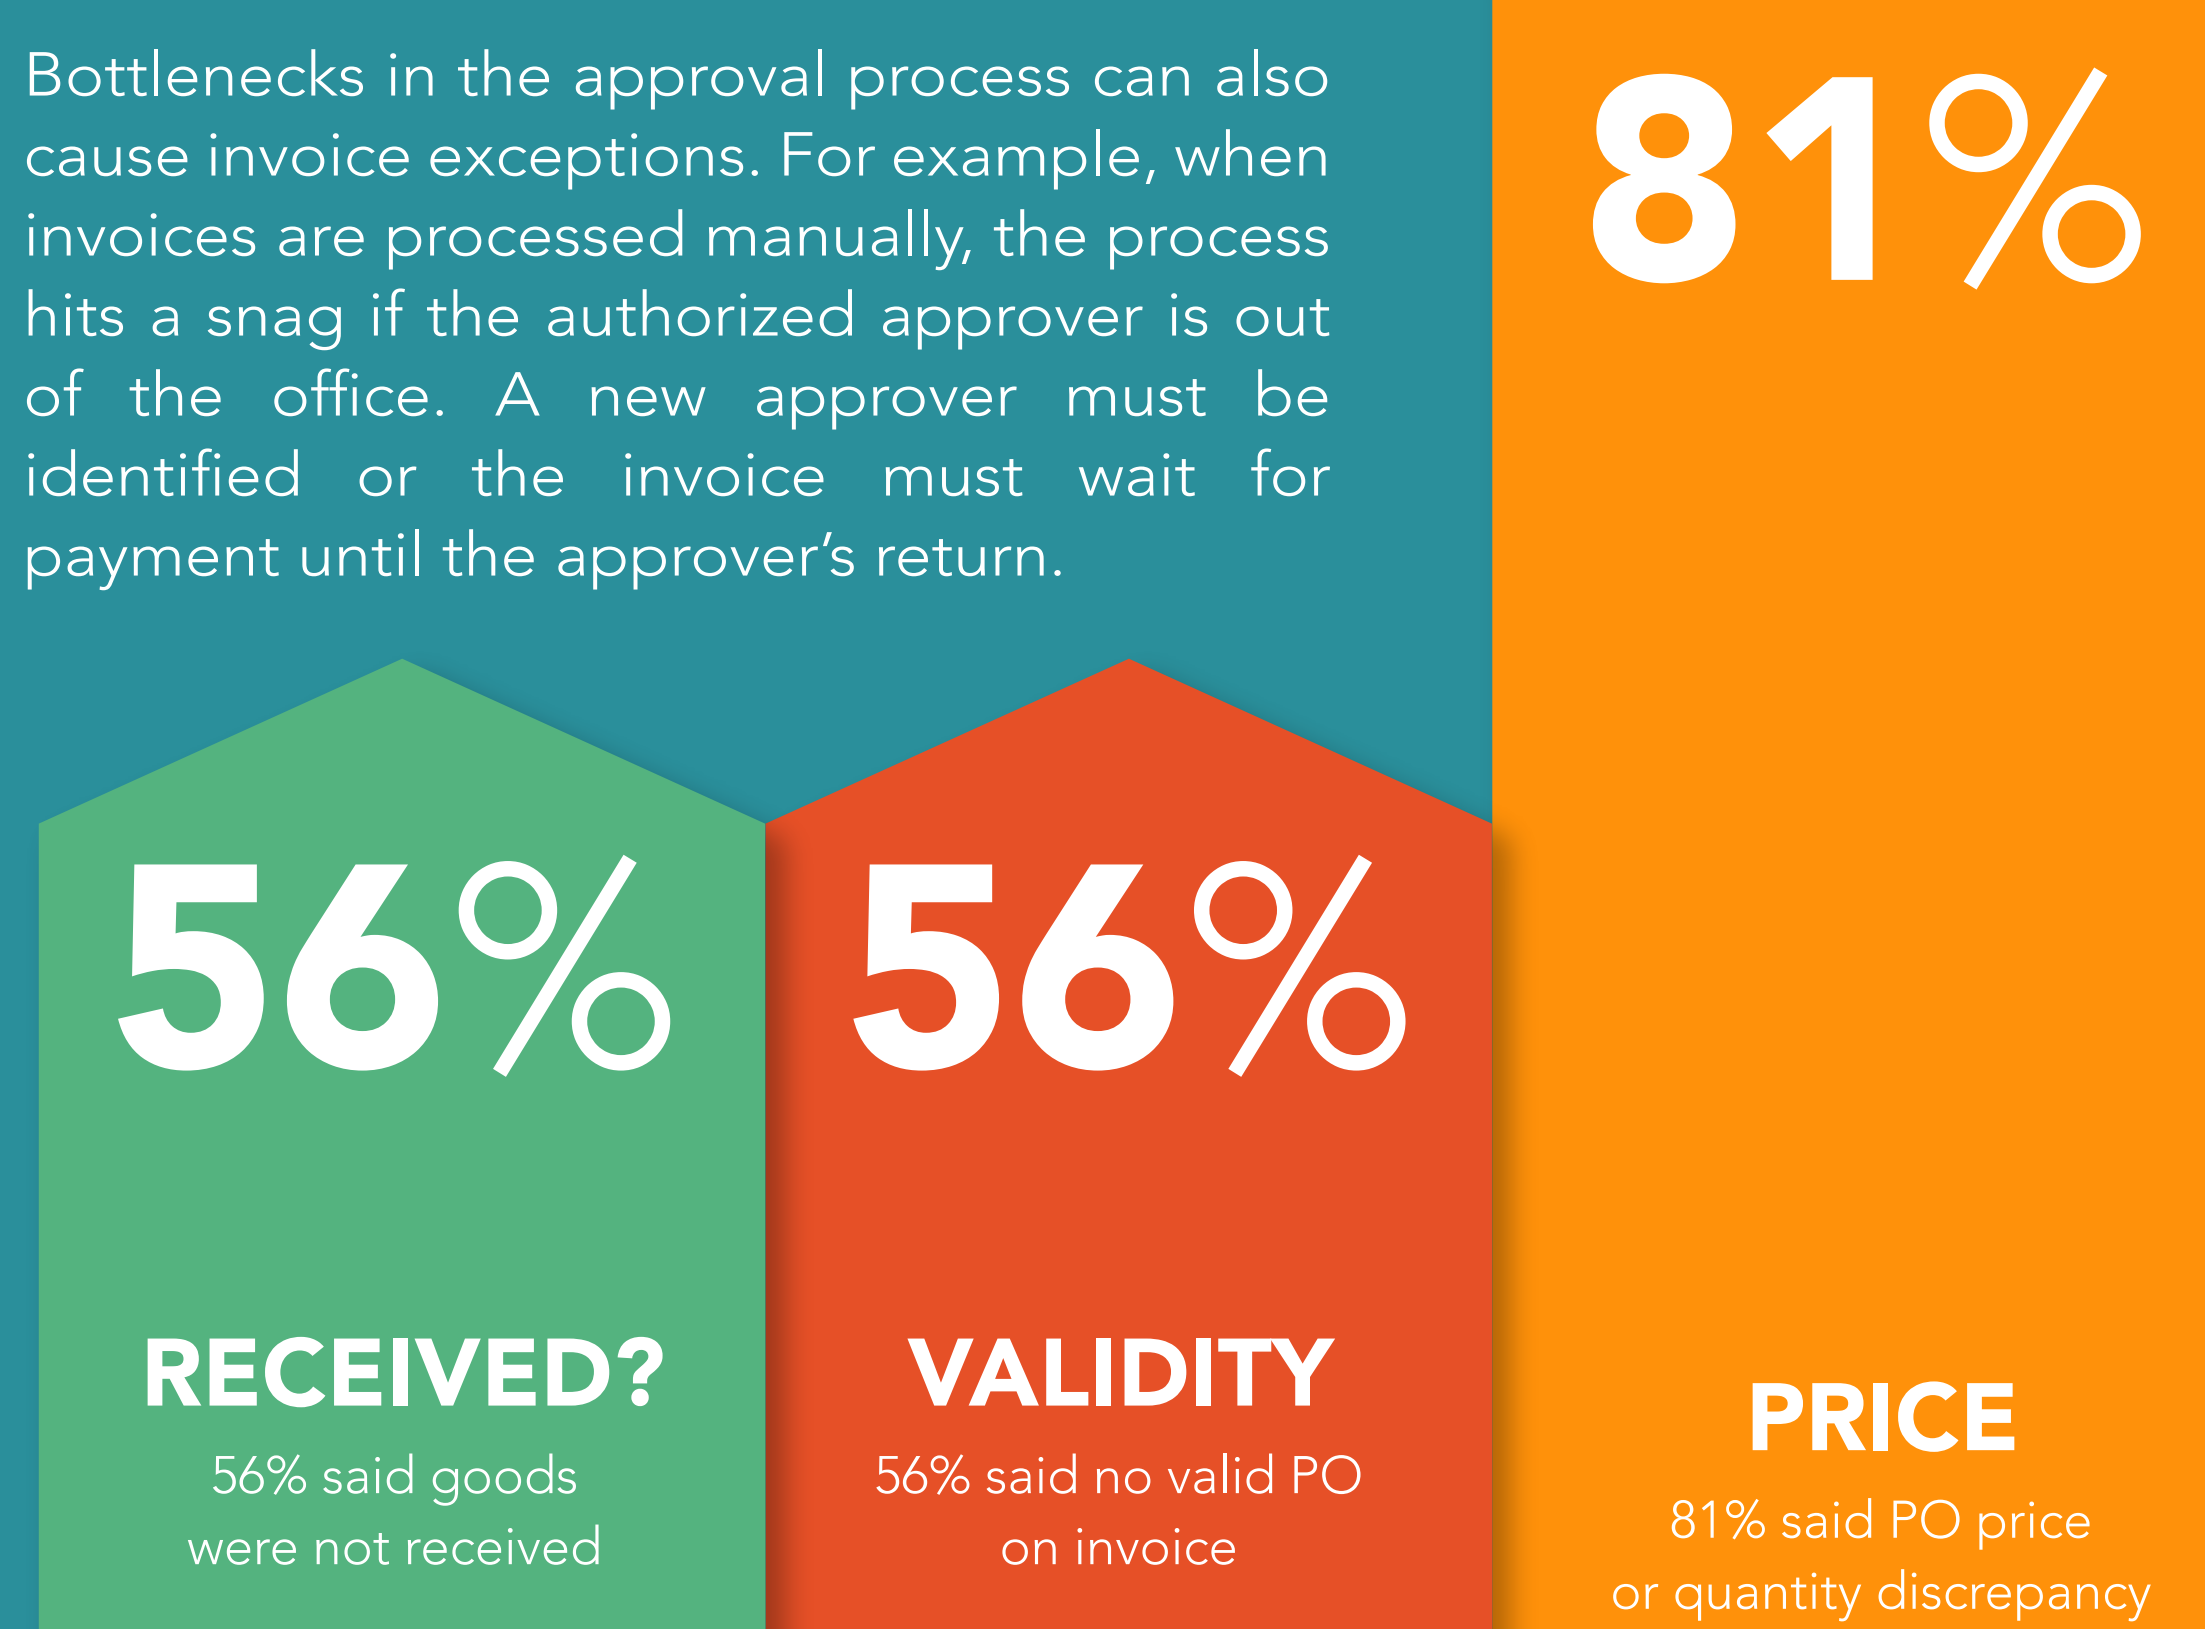 Bottlenecks in the approval process can also
cause invoice exceptions. For example, when
invoices are processed manually, the process
hits a snag if the authorized approver is out
of the office. A new approver must be
identified or the invoice must wait for
payment until the approver’s return.
81%
56%
56%
RECEIVED?
56% said goods
were not received
VALIDITY
56% said no valid PO
on invoice
PRICE
81% said PO price
or quantity discrepancy